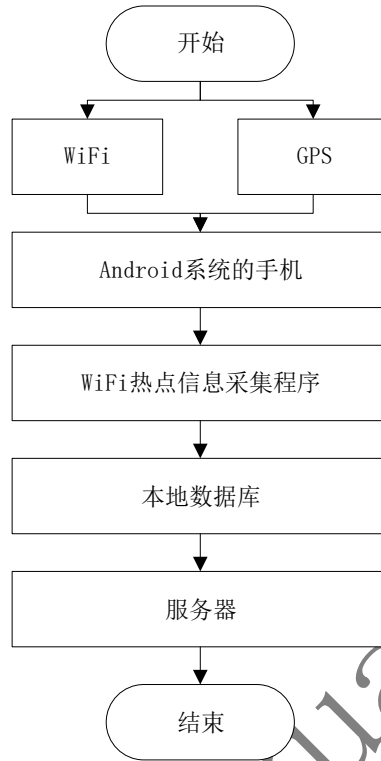 开始
WiFi
GPS
Android系统的手机
WiFi热点信息采集程序
本地数据库
服务器
结束